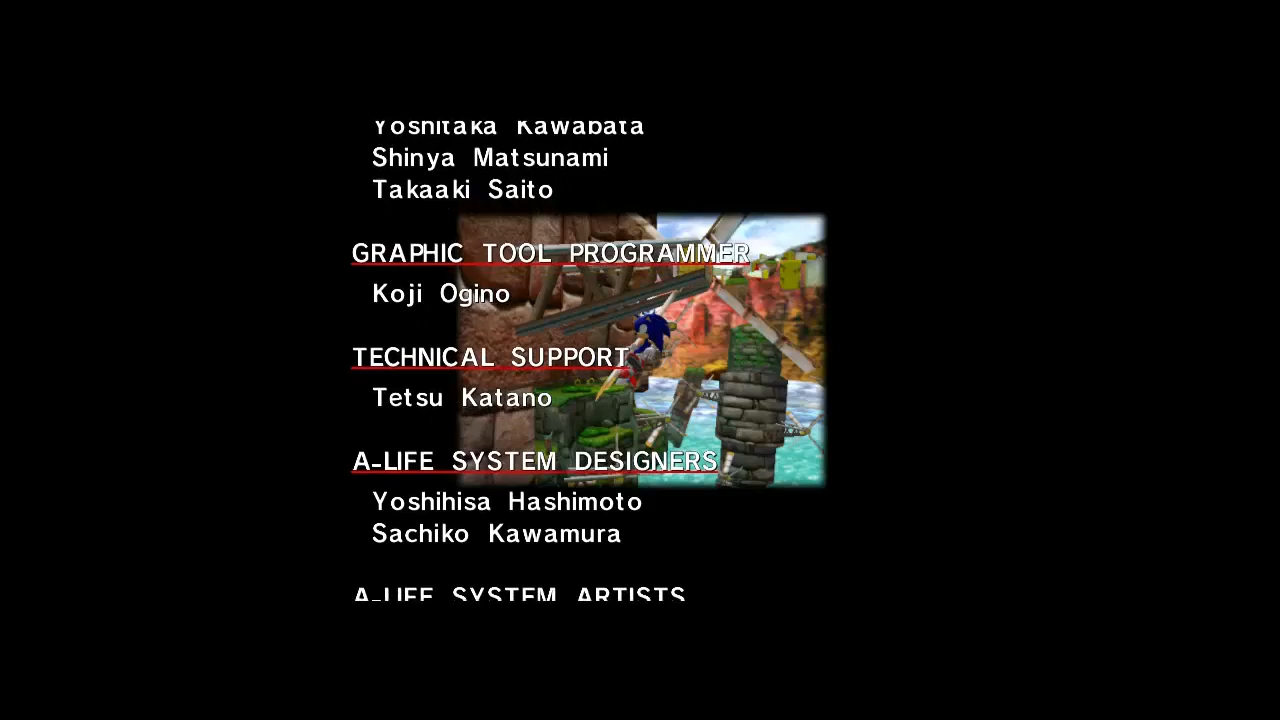 Yoshitaka Kawabata
Shinya Matsunami
Takaaki Saito
GRAPHIC TOOL PROGRAMMER
Koji Ogino
TECHNICAL SUPPORT
Tetsu Katano
A-LIFE SYSTEM DESIGNERS
Yoshihisa Hashimoto
Sachiko Kawamura
A-LIFE SYSTEM ARTISTS